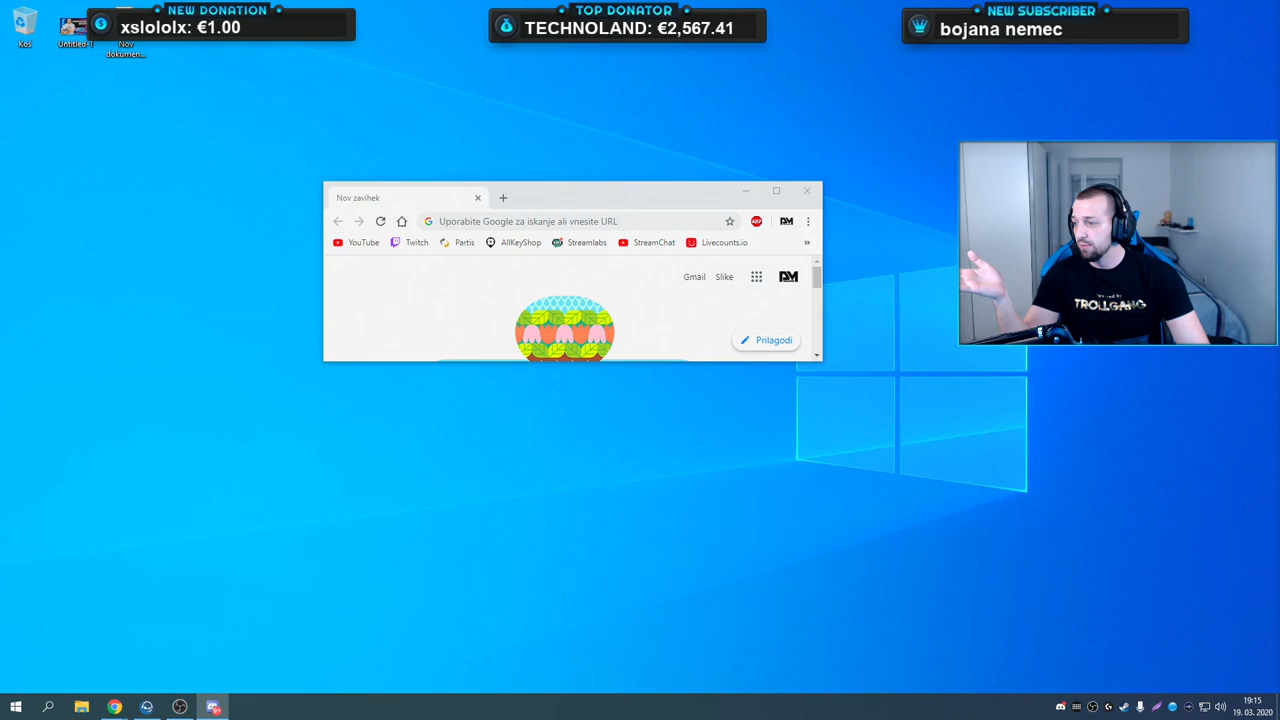 NEW DONATION
xslololx: €1.00
TOP DONATOR
TECHNOLAND: €2,567.41
NEW SUBSCRIBER
bojana nemec
Koš
Untitled-1
Nov
dokumen...
Nov zavihek
Uporabite Google za iskanje ali vnesite URL
ABP
YouTube
Twitch
Partis
AllKeyShop
Streamlabs
StreamChat
Livecounts.io
»
Gmail
Slike
Prilagodi
TROLLGANG
19:15
19. 03. 2020